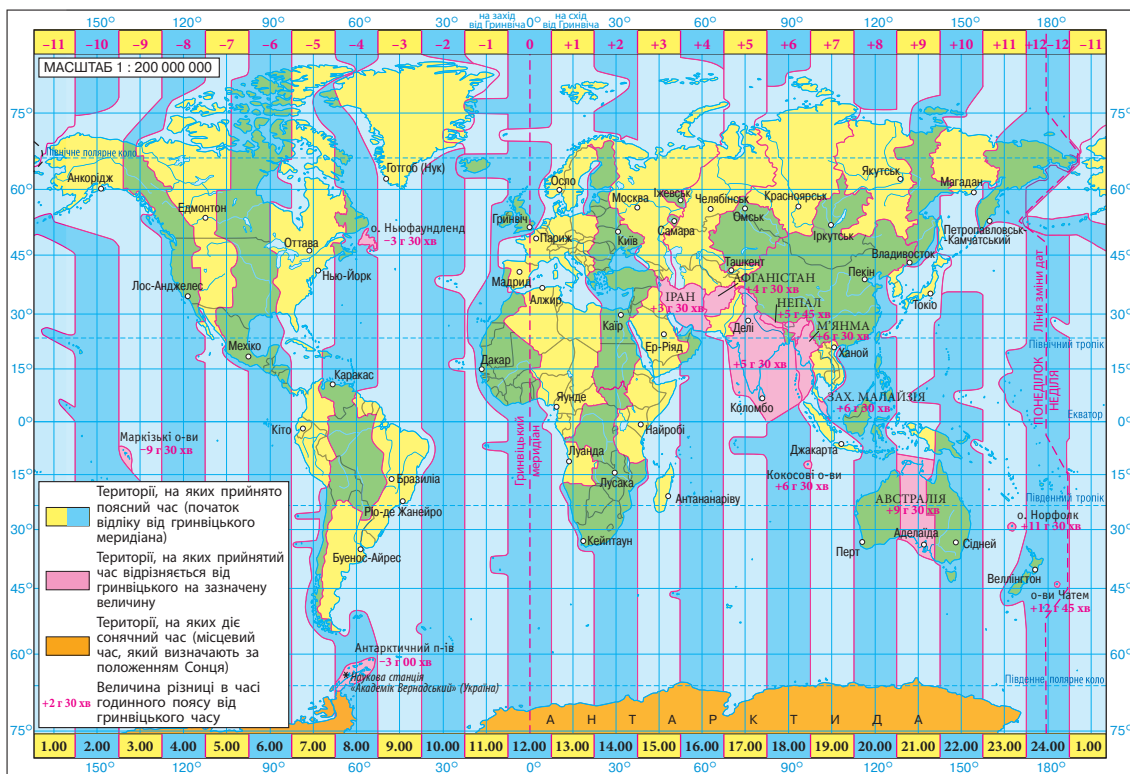 150° 120° 90° 60° 30° на захід від Гринвіча 0° на схід від Гринвіча 30° 60° 90° 120° 150° 180°
−11 −10 −9 −8 −7 −6 −5 −4 −3 −2 −1 0 +1 +2 +3 +4 +5 +6 +7 +8 +9 +10 +11 +12 −12 −11
МАСШТАБ 1 : 200 000 000
75° 75°
Північне полярне коло
Анкорідж
Готгоб (Нук)
Осло
Москва
Іжевськ
Челябінськ
Красноярськ
Якутськ
Магадан
60° 60°
Едмонтон
о. Ньюфаундленд
−3 г 30 хв
Гринвіч
Париж
Київ
Самара
Омськ
Іркутськ
Петропавловськ-
Камчатський
Оттава
45° 45°
Нью-Йорк
Мадрид
Ташкент
Пекін
Владивосток
Лос-Анджелес
Алжир
АФГАНІСТАН
+4 г 30 хв
ІРАН
+3 г 30 хв
НЕПАЛ
+5 г 45 хв
Токіо
30° 30°
Каїр
Делі
М'ЯНМА
+6 г 30 хв
Мехіко
Ер-Ріяд
Ханой
Північний тропік
Дакар
+5 г 30 хв
15° 15°
Каракас
Яунде
Коломбо
ЗАХ. МАЛАЙЗІЯ
+6 г 30 хв
Екватор
0° 0°
Лінія зміни дат
ПОНЕДІЛОК
НЕДІЛЯ
Кіто
Гринвіцький
меридіан
Найробі
Маркізькі о-ви
−9 г 30 хв
Луанда
Джакарта
Кокосові о-ви
+6 г 30 хв
15° 15°
Бразиліа
Лусака
Антананаріву
АВСТРАЛІЯ
+9 г 30 хв
Південний тропік
Ріо-де Жанейро
о. Норфолк
+11 г 30 хв
30° 30°
Буенос-Айрес
Кейптаун
Перт
Аделаїда
Сідней
45° 45°
Веллінгтон
о-ви Чатем
+12 г 45 хв
60° 60°
Антарктичний п-ів
−3 г 00 хв
Наукова станція
«Академік Вернадський» (Україна)
Південне полярне коло
А Н Т А Р К Т И Д А
75° 75°
Території, на яких прийнято
поясний час (початок
відліку від гринвіцького
меридіана)
Території, на яких прийнятий
час відрізняється від
гринвіцького на зазначену
величину
Території, на яких діє
сонячний час (місцевий
час, який визначають за
положенням Сонця)
+2 г 30 хв
Величина різниці в часі
годинного поясу від
гринвіцького часу
1.00 2.00 3.00 4.00 5.00 6.00 7.00 8.00 9.00 10.00 11.00 12.00 13.00 14.00 15.00 16.00 17.00 18.00 19.00 20.00 21.00 22.00 23.00 24.00 1.00
150° 120° 90° 60° 30° 0° 30° 60° 90° 120° 150° 180°